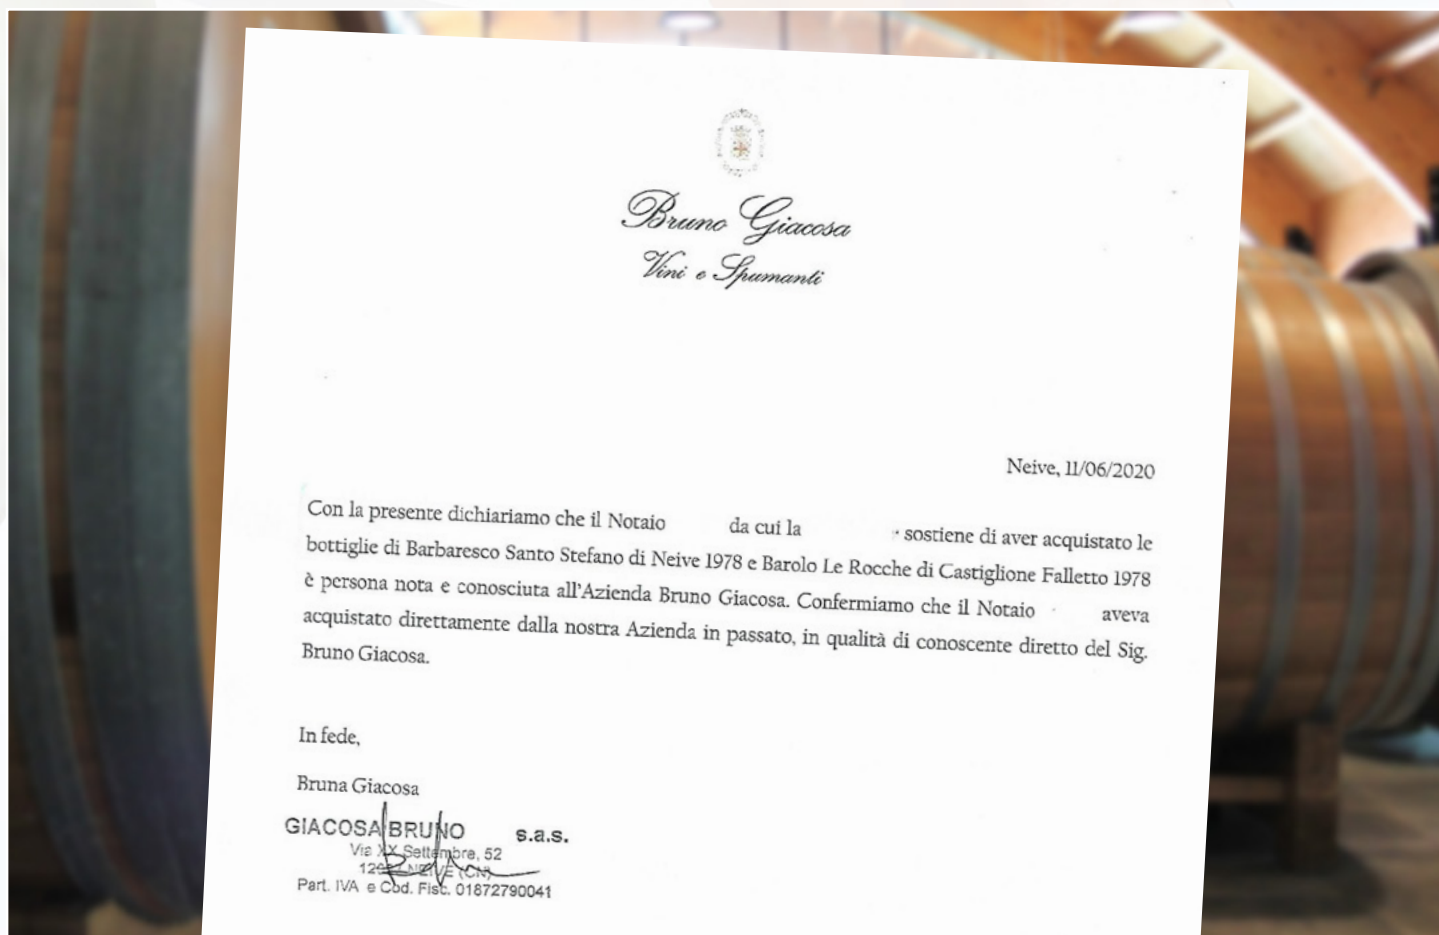 Bruno Giacosa
Vini e Spumanti
Neive, 11/06/2020
Con la presente dichiariamo che il Notaio da cui la sostiene di aver acquistato le
bottiglie di Barbaresco Santo Stefano di Neive 1978 e Barolo Le Rocche di Castiglione Falletto 1978
è persona nota e conosciuta all'Azienda Bruno Giacosa. Confermiamo che il Notaio aveva
acquistato direttamente dalla nostra Azienda in passato, in qualità di conoscente diretto del Sig.
Bruno Giacosa.
In fede,
Bruna Giacosa
GIACOSA BRUNO s.a.s.
Via XX Settembre, 52
NEIVE (CN)
Part. IVA e Cod. Fisc. 01872790041